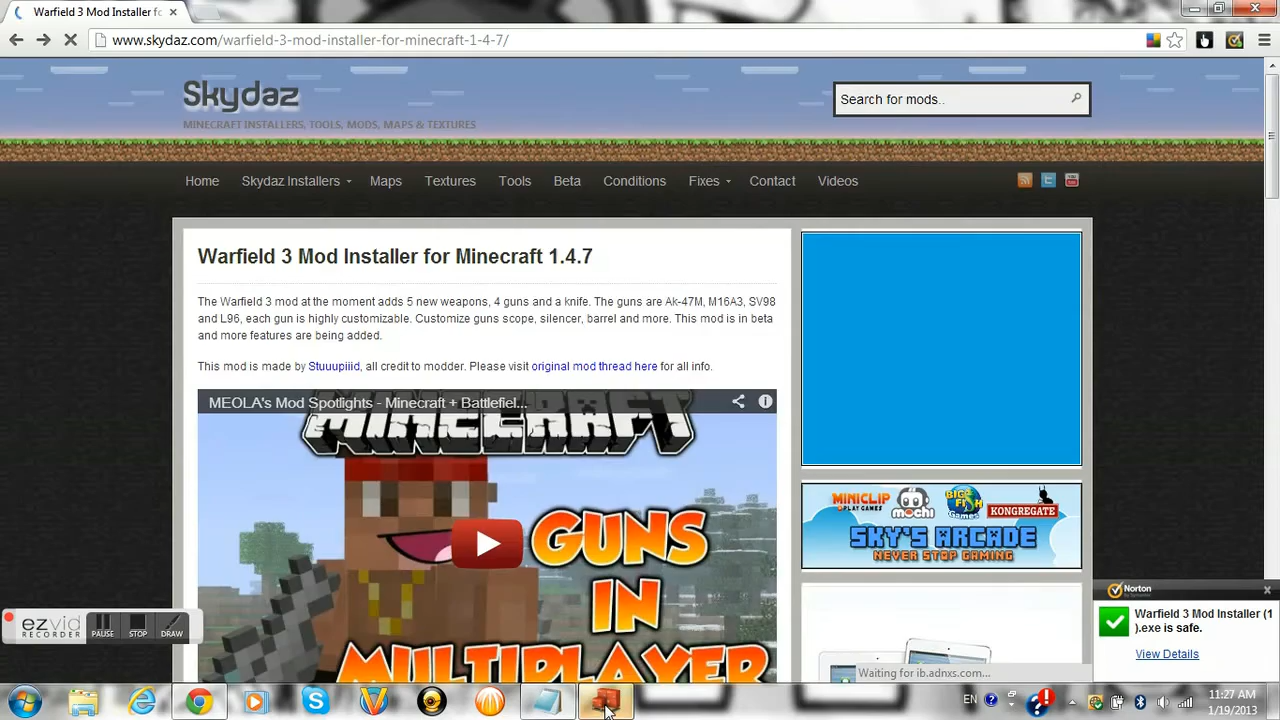 Warfield 3 Mod Installer fo
www.skydaz.com/warfield-3-mod-installer-for-minecraft-1-4-7/
Skydaz
MINECRAFT INSTALLERS, TOOLS, MODS, MAPS & TEXTURES
Search for mods..
Home Skydaz Installers Maps Textures Tools Beta Conditions Fixes Contact Videos
Warfield 3 Mod Installer for Minecraft 1.4.7
The Warfield 3 mod at the moment adds 5 new weapons, 4 guns and a knife. The guns are Ak-47M, M16A3, SV98
and L96, each gun is highly customizable. Customize guns scope, silencer, barrel and more. This mod is in beta
and more features are being added.
This mod is made by Stuuupiiid, all credit to modder. Please visit original mod thread here for all info.
MEOLA's Mod Spotlights - Minecraft + Battlefiel...
MINECRAFT
GUNS
IN
MULTIPLAYER
MINICLIP
PLAY GAMES
mochi
BIG FISH
Games
KONGREGATE
SKY'S ARCADE
NEVER STOP GAMING
Norton
by Symantec
Warfield 3 Mod Installer (1
).exe is safe.
View Details
ezvid
RECORDER
PAUSE STOP DRAW
Waiting for ib.adnxs.com...
EN
11:27 AM
1/19/2013